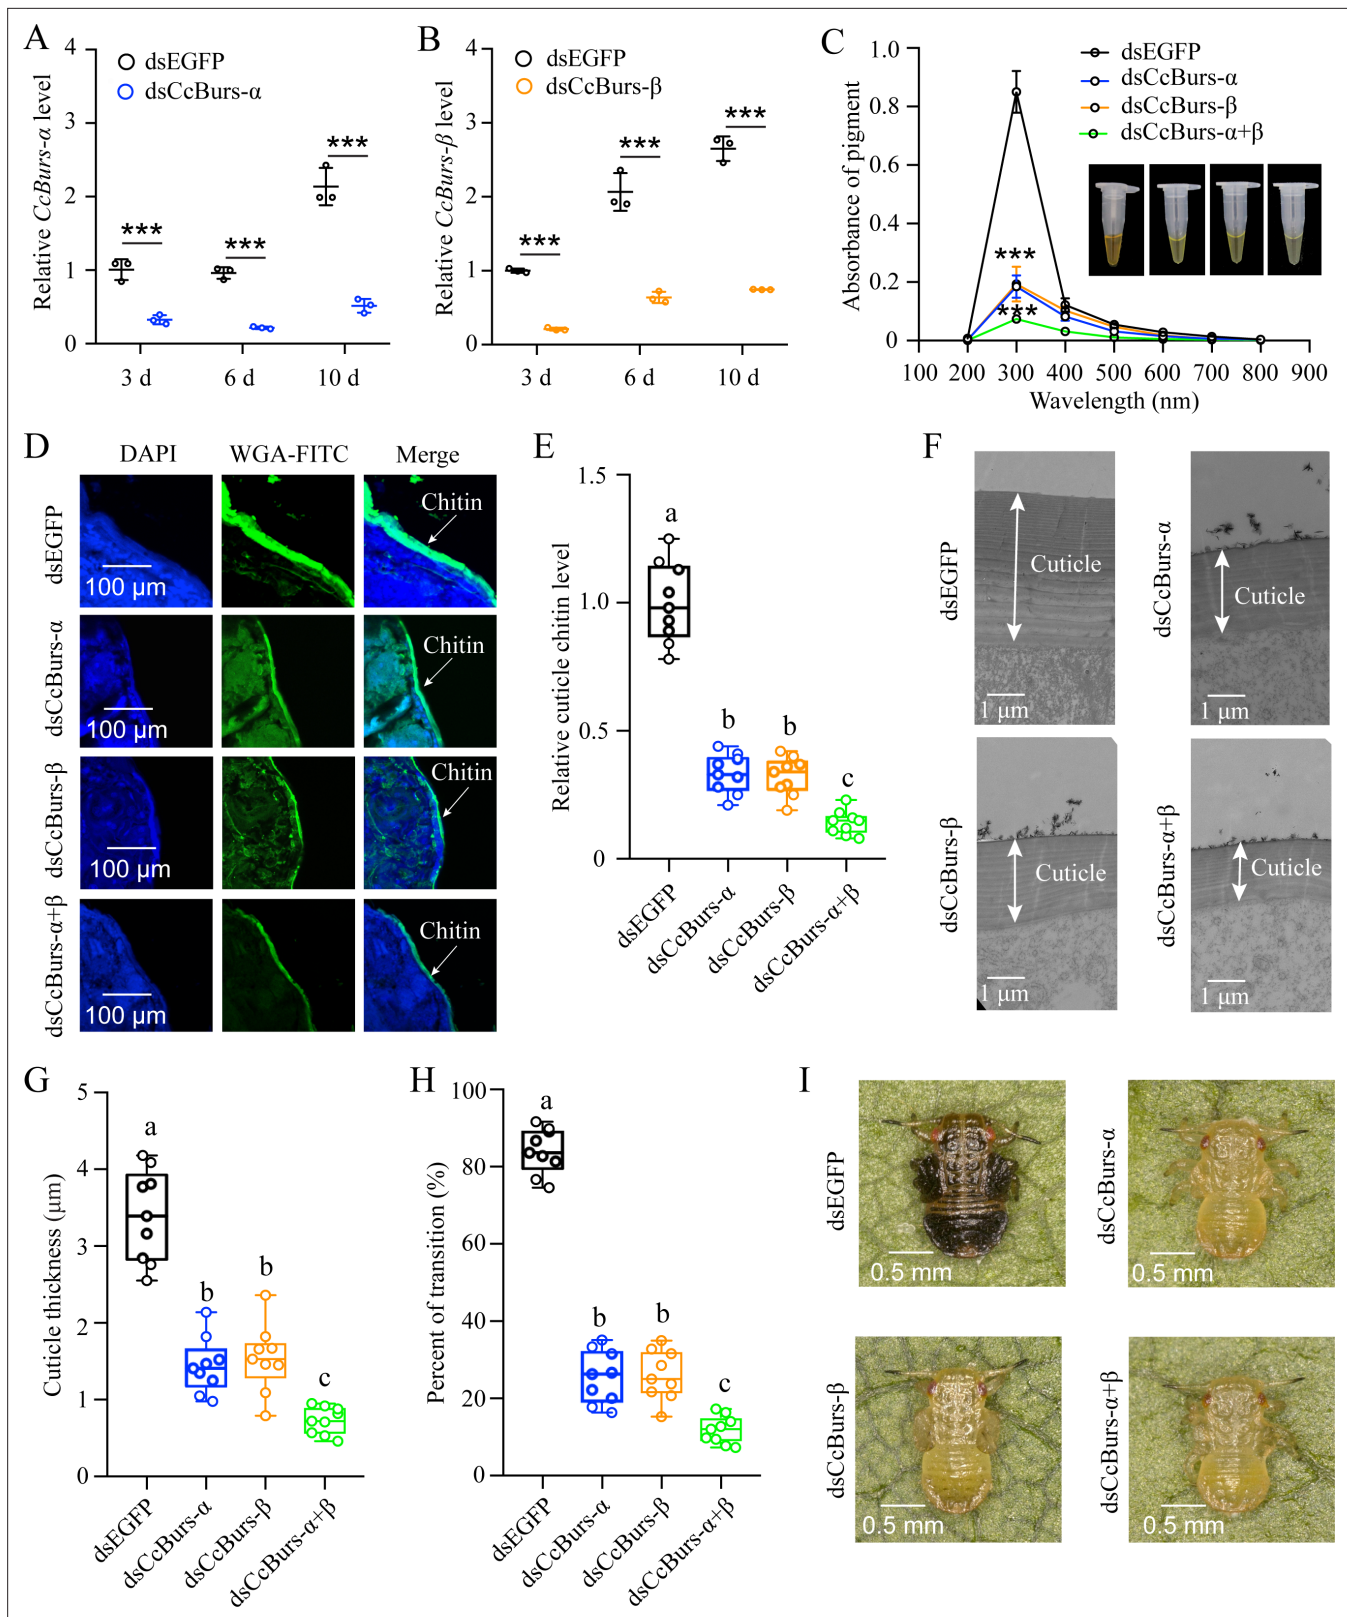 A
4
3
2
1
0
Relative CcBurs-α level
dsEGFP
dsCcBurs-α
***
***
***
3 d
6 d
10 d
B
4
3
2
1
0
Relative CcBurs-β level
dsEGFP
dsCcBurs-β
***
***
***
3 d
6 d
10 d
C
1.0
0.8
0.6
0.4
0.2
0
Absorbance of pigment
dsEGFP
dsCcBurs-α
dsCcBurs-β
dsCcBurs-α+β
***
***
100 200 300 400 500 600 700 800 900
Wavelength (nm)
D
DAPI
WGA-FITC
Merge
dsEGFP
100 μm
Chitin
dsCcBurs-α
100 μm
Chitin
dsCcBurs-β
100 μm
Chitin
dsCcBurs-α+β
100 μm
Chitin
E
1.5
1.0
0.5
0
Relative cuticle chitin level
a
b
b
c
dsEGFP
dsCcBurs-α
dsCcBurs-β
dsCcBurs-α+β
F
dsEGFP
Cuticle
1 μm
dsCcBurs-α
Cuticle
1 μm
dsCcBurs-β
Cuticle
1 μm
dsCcBurs-α+β
Cuticle
1 μm
G
5
4
3
2
1
0
Cuticle thickness (μm)
a
b
b
c
dsEGFP
dsCcBurs-α
dsCcBurs-β
dsCcBurs-α+β
H
100
80
60
40
20
0
Percent of transition (%)
a
b
b
c
dsEGFP
dsCcBurs-α
dsCcBurs-β
dsCcBurs-α+β
I
dsEGFP
0.5 mm
dsCcBurs-α
0.5 mm
dsCcBurs-β
0.5 mm
dsCcBurs-α+β
0.5 mm